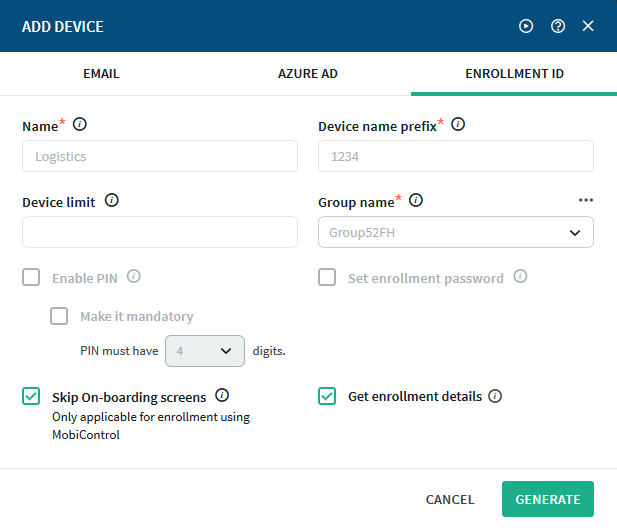 ADD DEVICE
EMAIL AZURE AD ENROLLMENT ID
Name* Device name prefix*
Logistics 1234
Device limit Group name* ...
Group52FH
Enable PIN Set enrollment password
Make it mandatory
PIN must have 4 digits.
Skip On-boarding screens Get enrollment details
Only applicable for enrollment using
MobiControl
CANCEL GENERATE